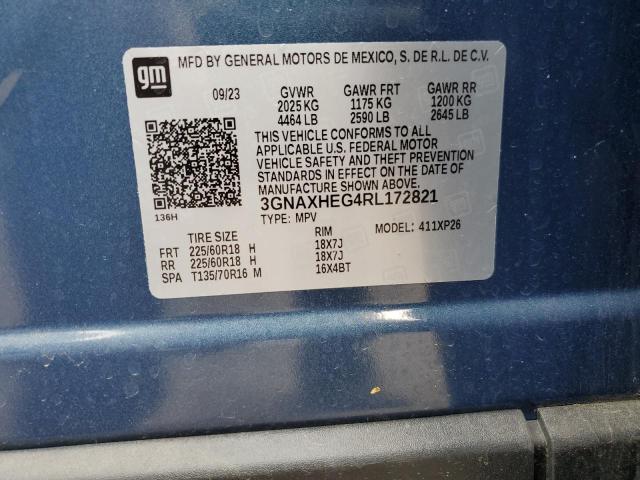 gm
MFD BY GENERAL MOTORS DE MEXICO, S. DE R.L. DE C.V.
09/23 GVWR GAWR FRT GAWR RR
2025 KG 1175 KG 1200 KG
4464 LB 2590 LB 2645 LB
THIS VEHICLE CONFORMS TO ALL
APPLICABLE U.S. FEDERAL MOTOR
VEHICLE SAFETY AND THEFT PREVENTION
STANDARDS IN EFFECT ON THE DATE OF
MANUFACTURE SHOWN ABOVE.
136H 3GNAXHEG4RL172821
TYPE: MPV MODEL: 411XP26
TIRE SIZE RIM
FRT 225/60R18 H 18X7J
RR 225/60R18 H 18X7J
SPA T135/70R16 M 16X4BT